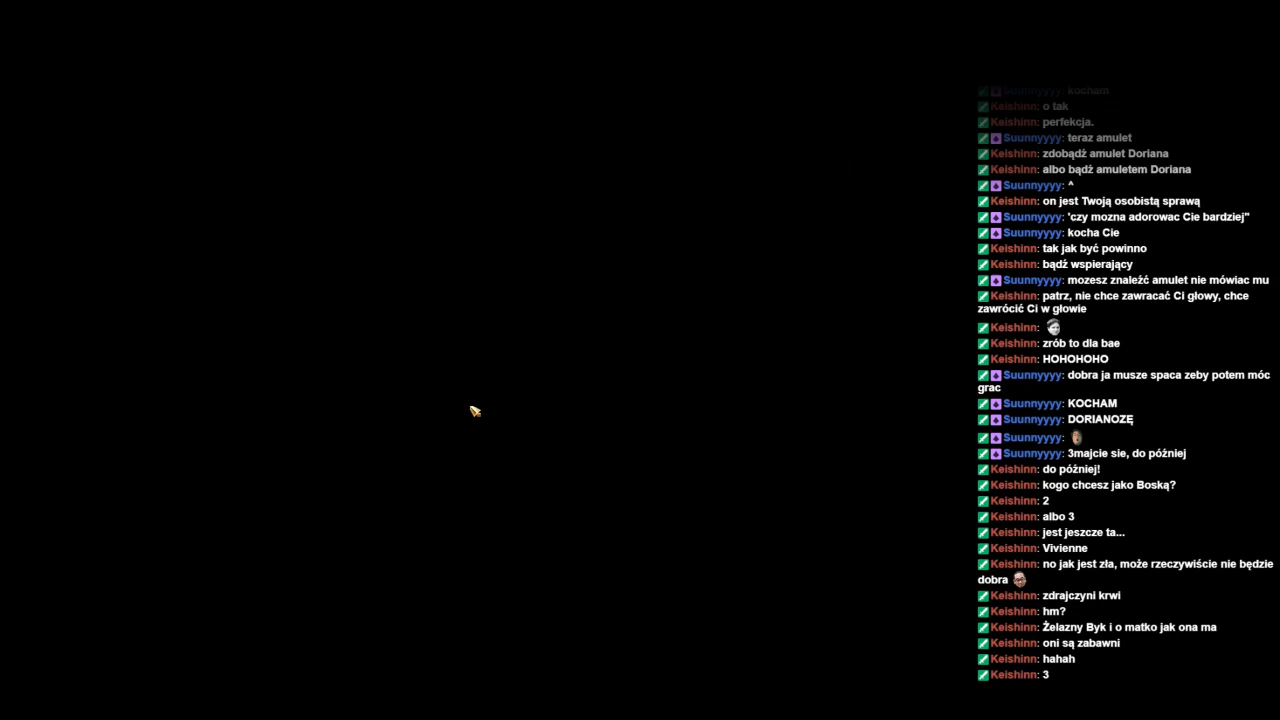 Suunnyyyy: kocham
Keishinn: o tak
Keishinn: perfekcja.
Suunnyyyy: teraz amulet
Keishinn: zdobądź amulet Doriana
Keishinn: albo bądź amuletem Doriana
Suunnyyyy: ^
Keishinn: on jest Twoją osobistą sprawą
Suunnyyyy: 'czy mozna adorowac Cie bardziej"
Suunnyyyy: kocha Cie
Keishinn: tak jak być powinno
Keishinn: bądź wspierający
Suunnyyyy: mozesz znaleźć amulet nie mówiac mu
Keishinn: patrz, nie chce zawracać Ci głowy, chce
zawrócić Ci w głowie
Keishinn:
Keishinn: zrób to dla bae
Keishinn: HOHOHOHO
Suunnyyyy: dobra ja musze spaca zeby potem móc
grac
Suunnyyyy: KOCHAM
Suunnyyyy: DORIANOZĘ
Suunnyyyy:
Suunnyyyy: 3majcie sie, do później
Keishinn: do później!
Keishinn: kogo chcesz jako Boską?
Keishinn: 2
Keishinn: albo 3
Keishinn: jest jeszcze ta...
Keishinn: Vivienne
Keishinn: no jak jest zła, może rzeczywiście nie będzie
dobra
Keishinn: zdrajczyni krwi
Keishinn: hm?
Keishinn: Żelazny Byk i o matko jak ona ma
Keishinn: oni są zabawni
Keishinn: hahah
Keishinn: 3